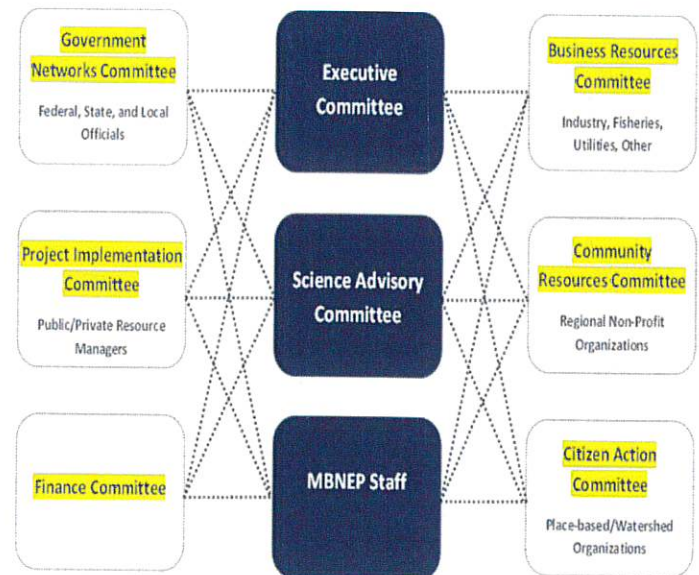 Government
Networks Committee
Federal, State, and Local
Officials
Executive
Committee
Business Resources
Committee
Industry, Fisheries,
Utilities, Other
Project Implementation
Committee
Public/Private Resource
Managers
Science Advisory
Committee
Community
Resources Committee
Regional Non-Profit
Organizations
Finance Committee
MBNEP Staff
Citizen Action
Committee
Place-based/Watershed
Organizations